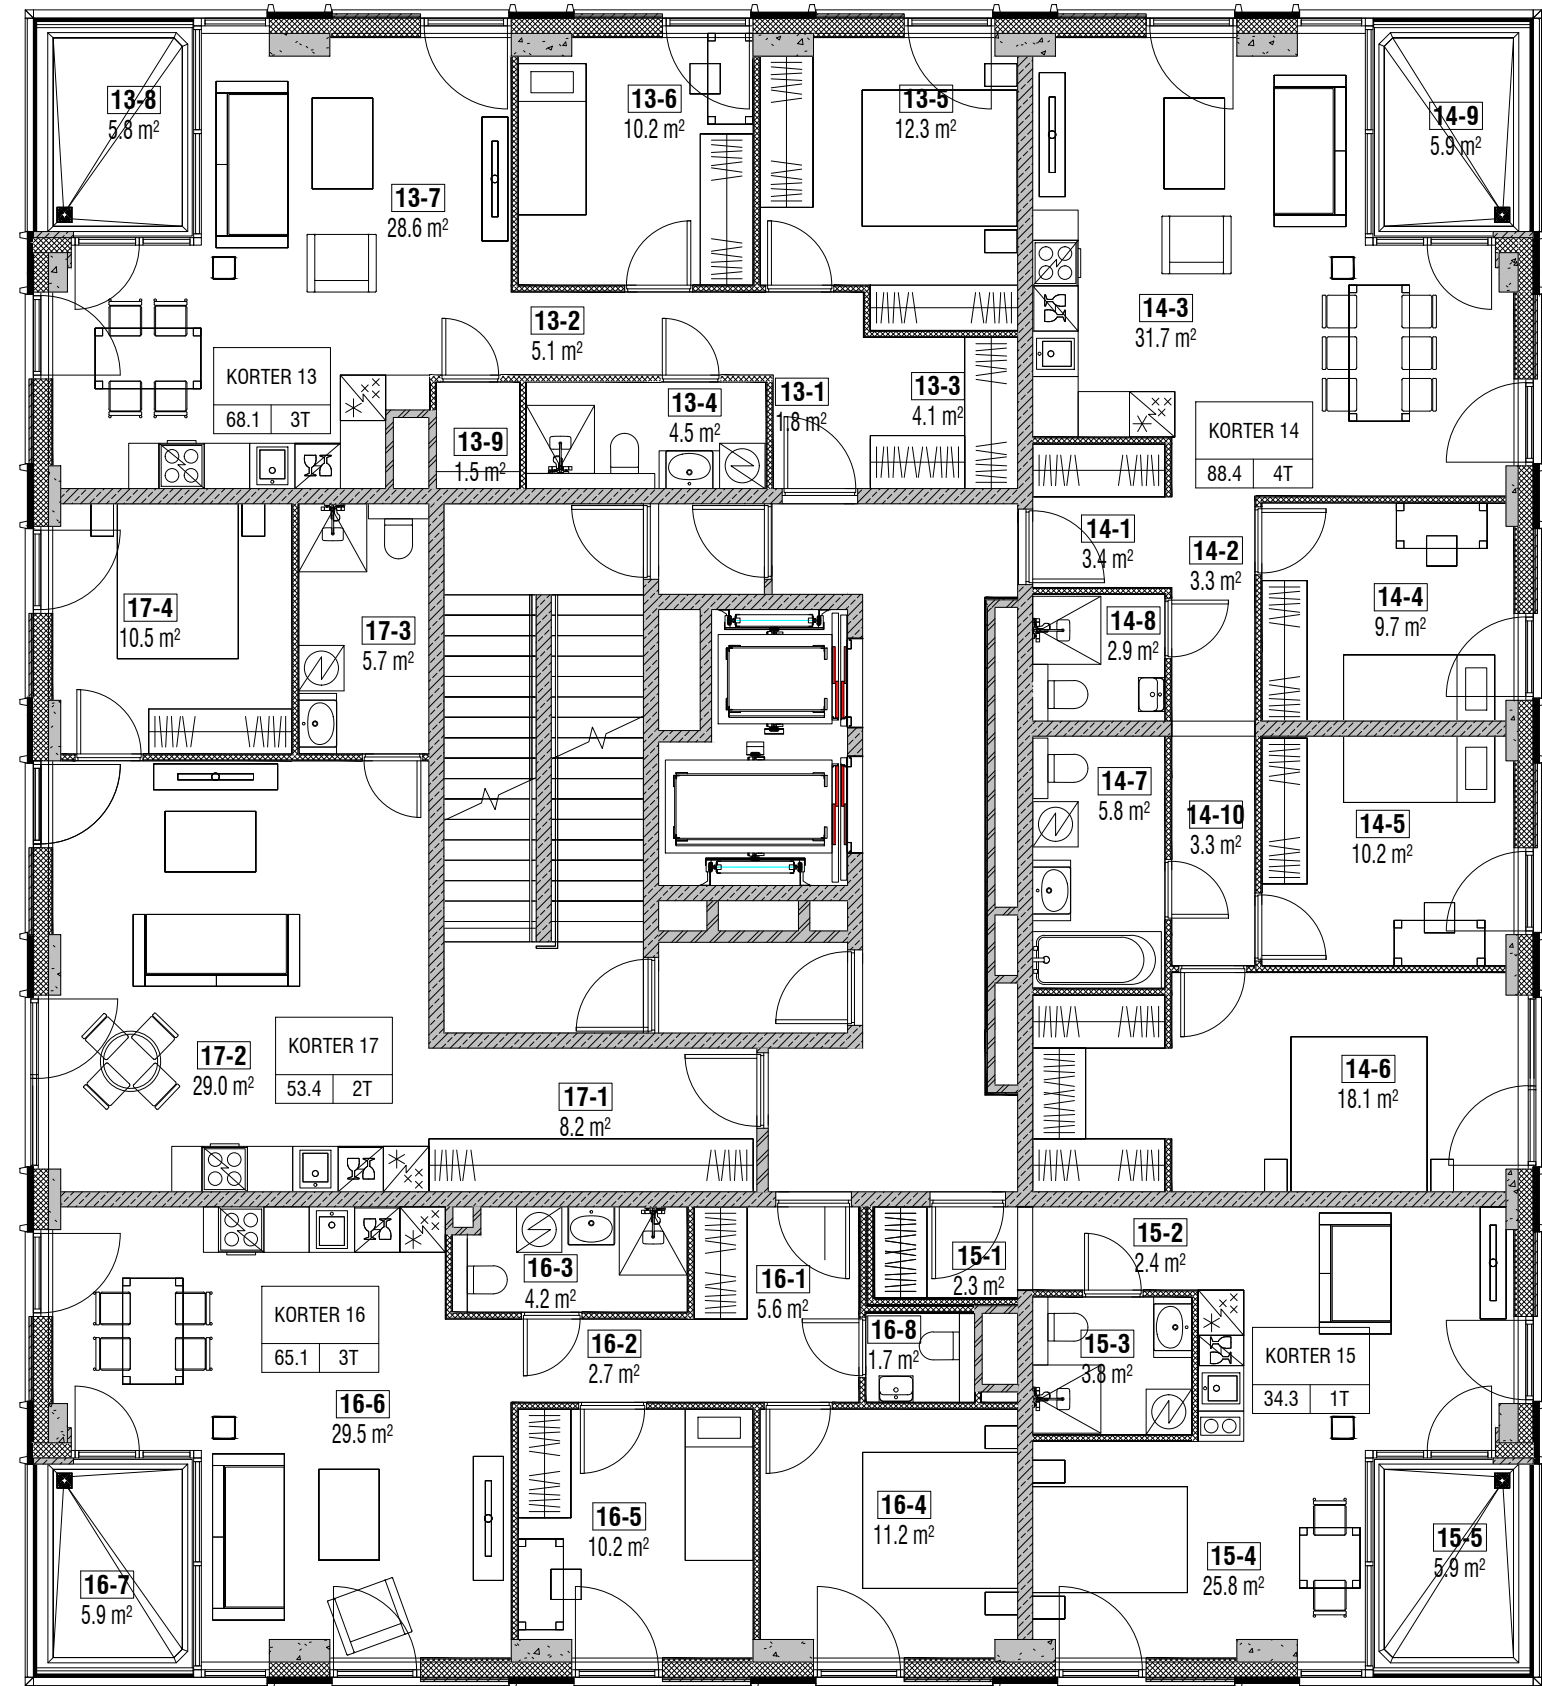 13-8
5.8 m²
13-7
28.6 m²
13-6
10.2 m²
13-5
12.3 m²
14-9
5.9 m²
13-2
5.1 m²
14-3
31.7 m²
KORTER 13
68.1 3T
13-9
1.5 m²
13-4
4.5 m²
13-1
1.8 m²
13-3
4.1 m²
KORTER 14
88.4 4T
14-1
3.4 m²
14-2
3.3 m²
14-4
9.7 m²
17-4
10.5 m²
17-3
5.7 m²
14-8
2.9 m²
14-7
5.8 m²
14-10
3.3 m²
14-5
10.2 m²
17-2
29.0 m²
KORTER 17
53.4 2T
17-1
8.2 m²
14-6
18.1 m²
16-3
4.2 m²
16-1
5.6 m²
15-1
2.3 m²
15-2
2.4 m²
KORTER 16
65.1 3T
16-2
2.7 m²
16-8
1.7 m²
15-3
3.8 m²
KORTER 15
34.3 1T
16-6
29.5 m²
16-5
10.2 m²
16-4
11.2 m²
15-4
25.8 m²
15-5
5.9 m²
16-7
5.9 m²